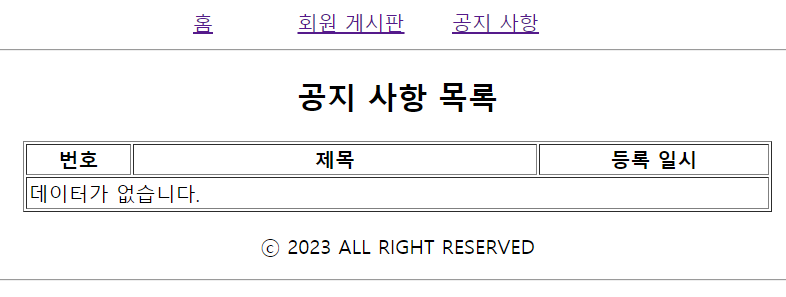 홈 회원 게시판 공지 사항
공지 사항 목록
번호 제목 등록 일시
데이터가 없습니다.
ⓒ 2023 ALL RIGHT RESERVED